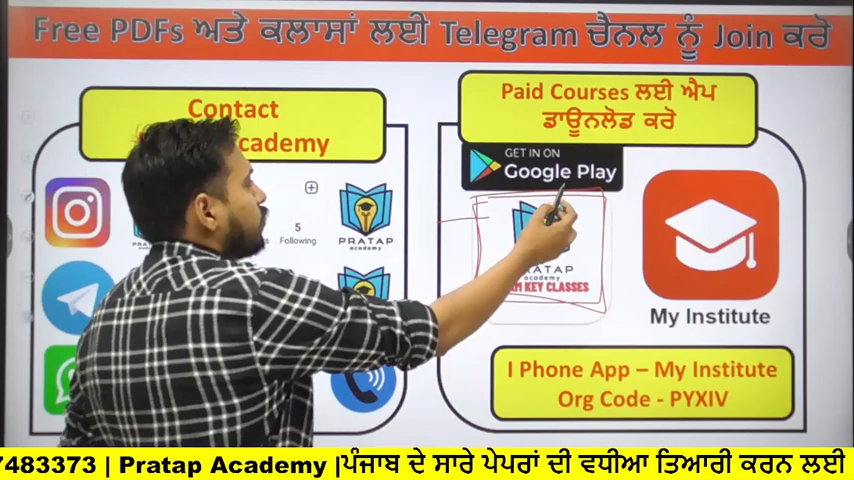 Free PDFs ਅਤੇ ਕਲਾਸਾਂ ਲਈ Telegram ਚੈਨਲ ਨੂੰ Join ਕਰੋ
Contact
Academy
5
Following
PRATAP
academy
Paid Courses ਲਈ ਐਪ
ਡਾਊਨਲੋਡ ਕਰੋ
GET IN ON
Google Play
PRATAP
academy
KEY CLASSES
My Institute
I Phone App – My Institute
Org Code - PYXIV
7483373 | Pratap Academy |ਪੰਜਾਬ ਦੇ ਸਾਰੇ ਪੇਪਰਾਂ ਦੀ ਵਧੀਆ ਤਿਆਰੀ ਕਰਨ ਲਈ